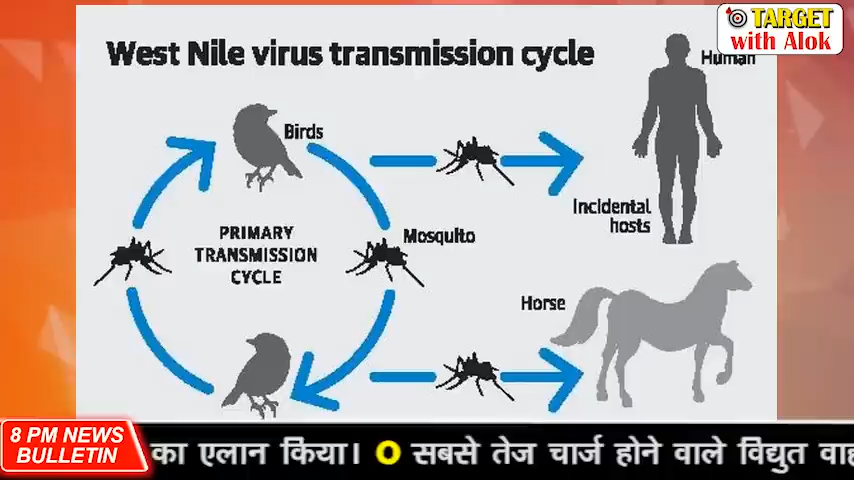 TARGET
with Alok
West Nile virus transmission cycle
Human
Birds
Incidental
hosts
PRIMARY
TRANSMISSION
CYCLE
Mosquito
Horse
8 PM NEWS
BULLETIN
का एलान किया। सबसे तेज चार्ज होने वाले विद्युत